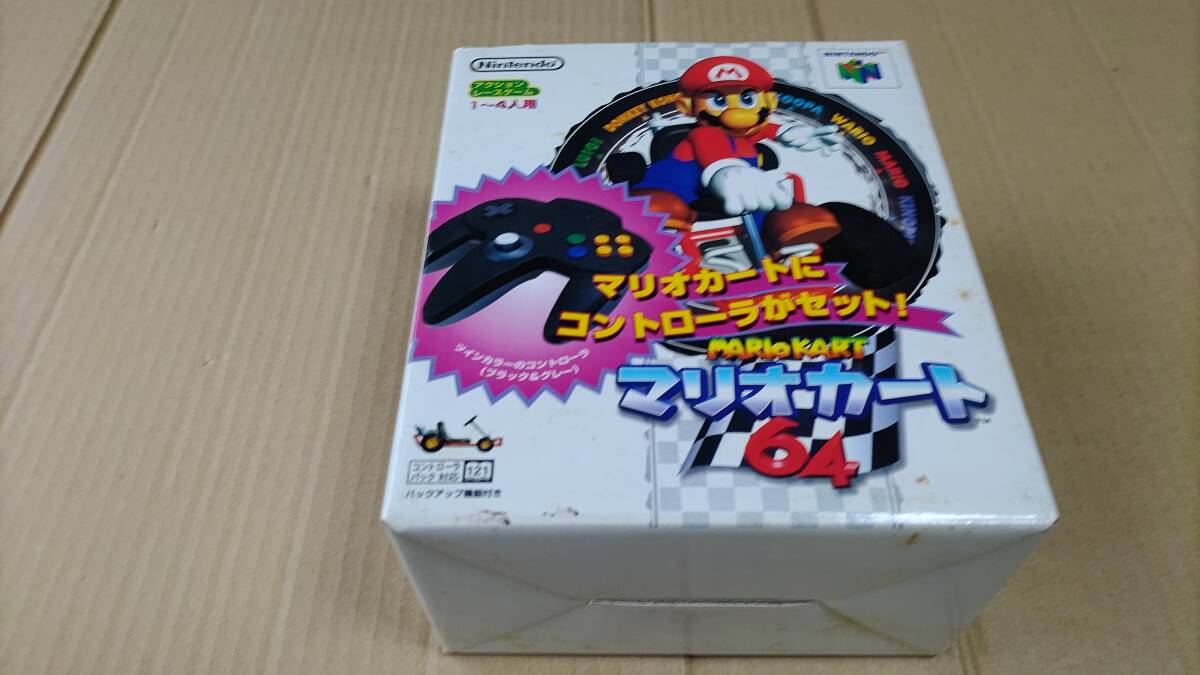 Nintendo
アクション
レースゲーム
1〜4人用
NINTENDO64
N
M
LUIGI DONKEY KONG KOOPA WARIO MARIO KINOPIO
マリオカートに
コントローラがセット!
ツインカラーのコントローラ
(ブラック&グレー)
MARIO KART
マリオカート™
64
コントローラ
パック 対応 121
バックアップ機能付き